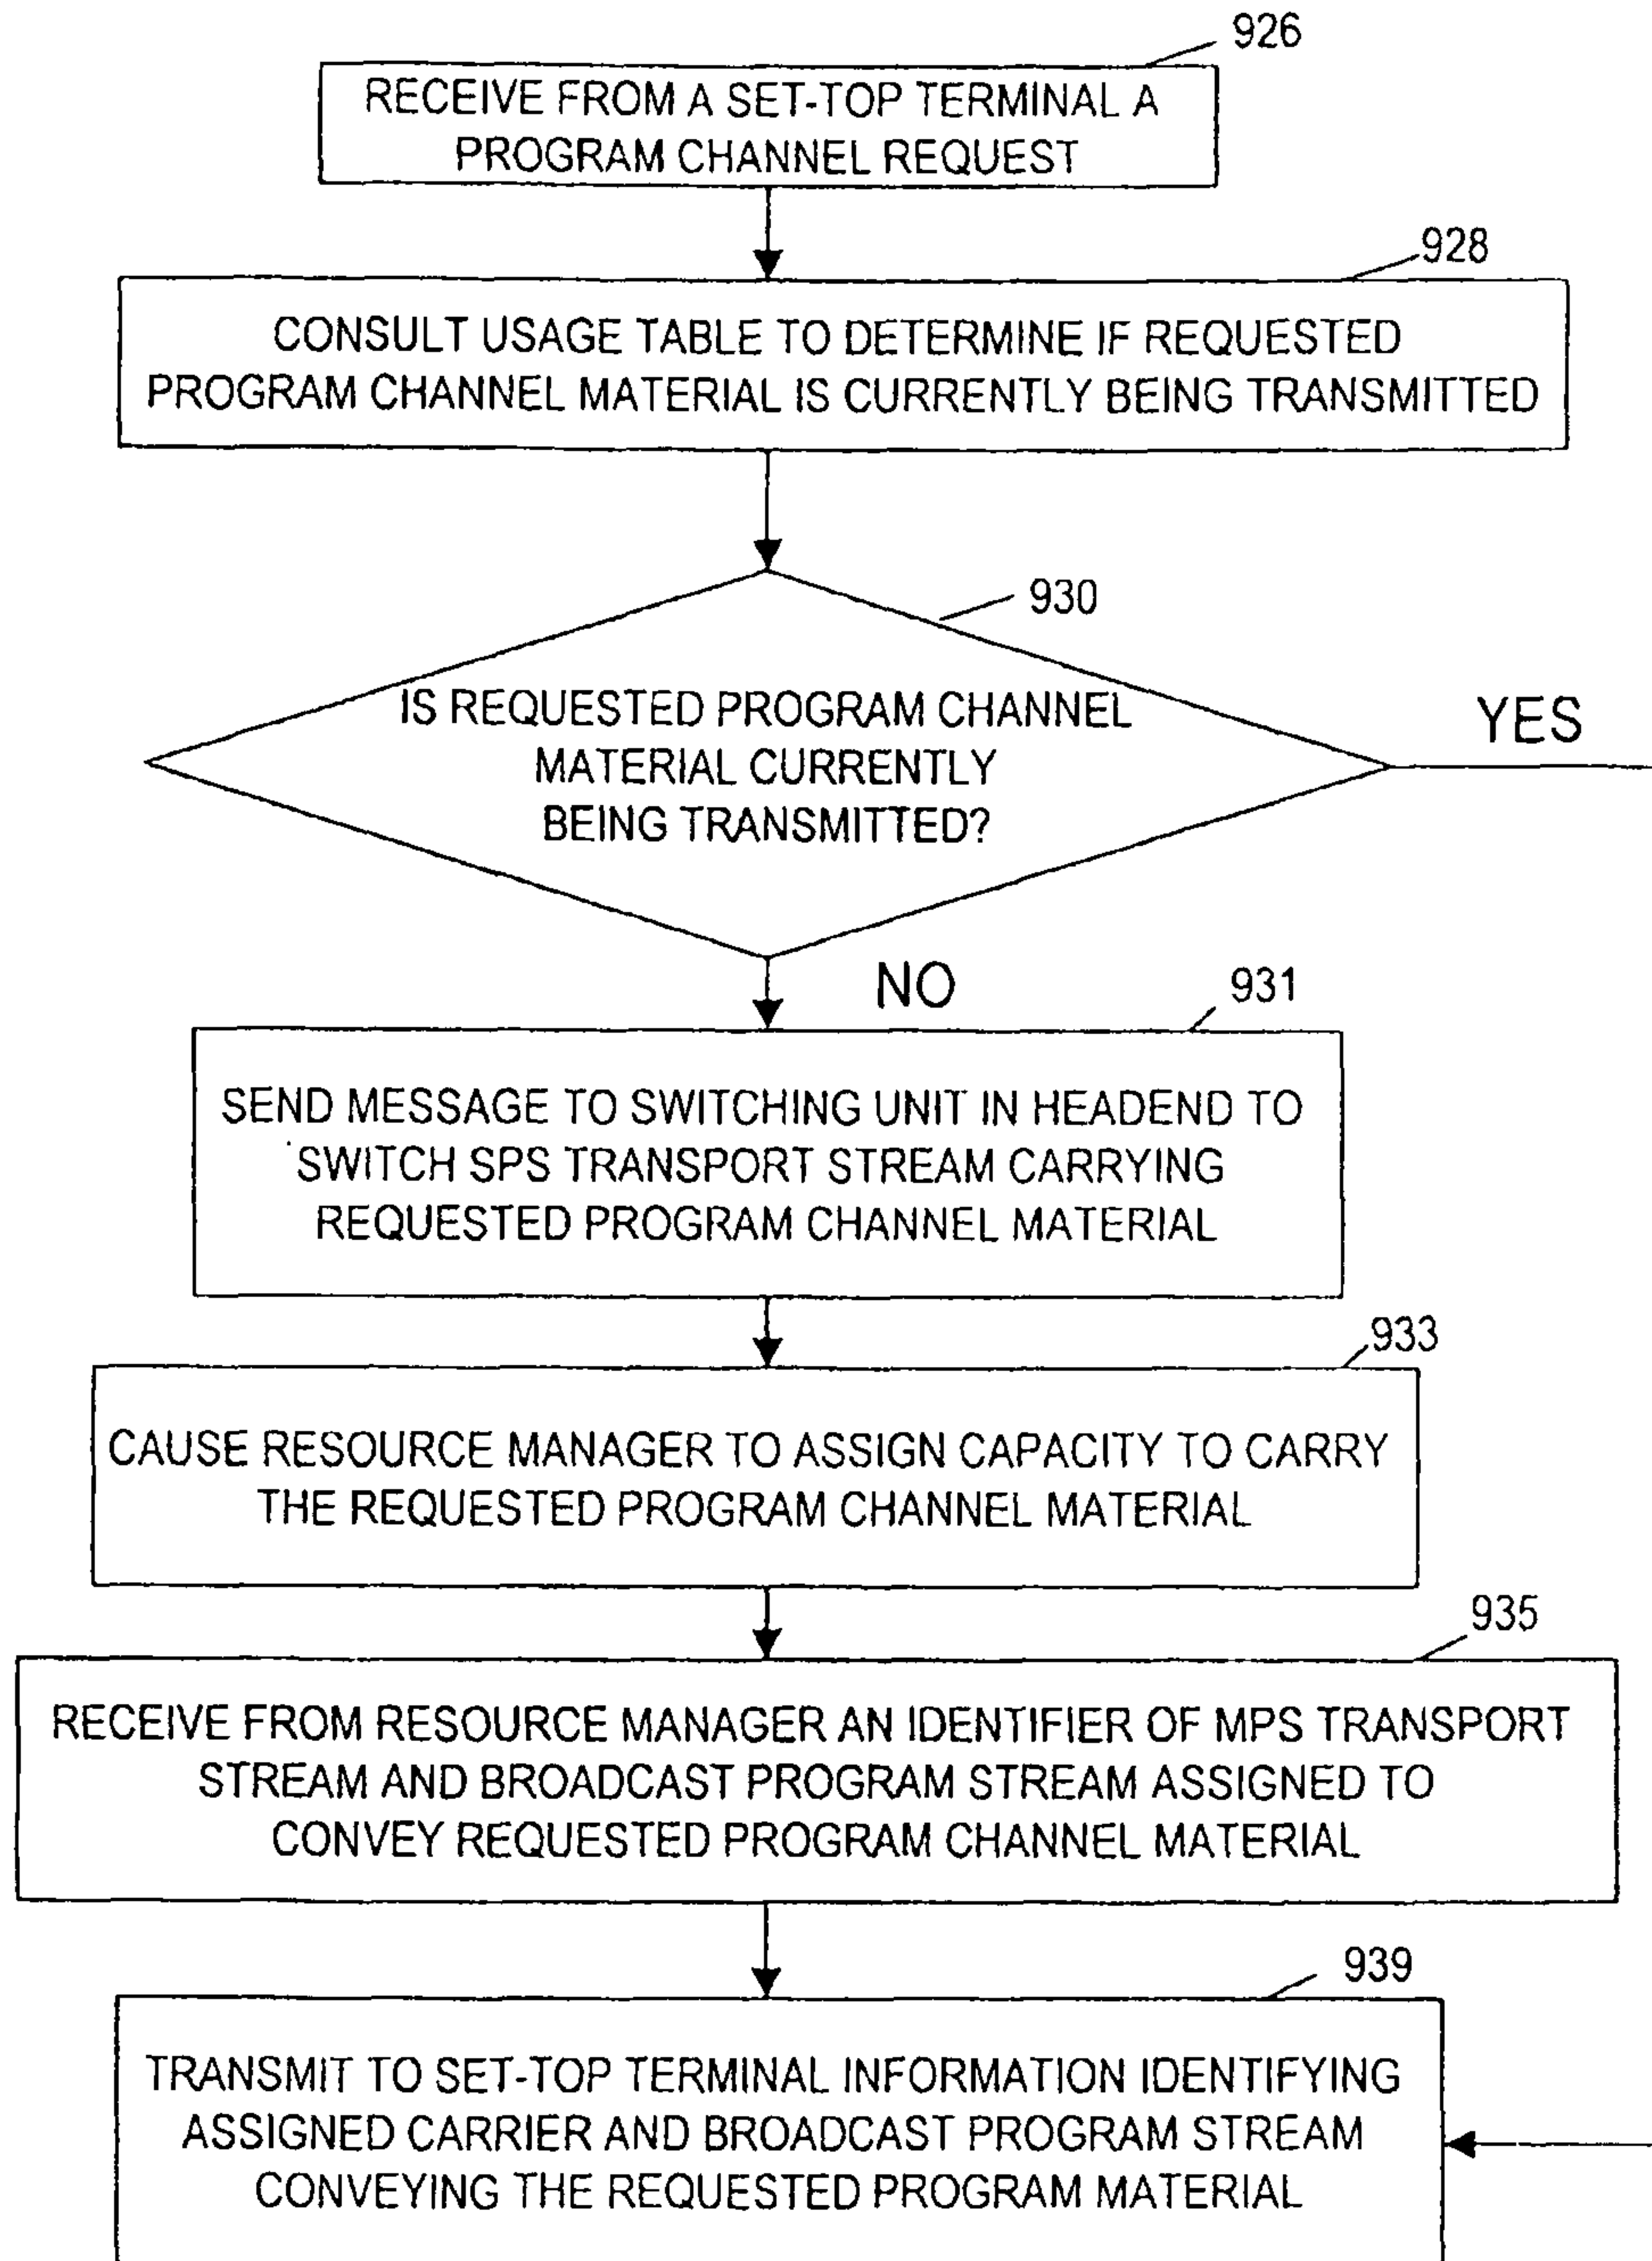 926
RECEIVE FROM A SET-TOP TERMINAL A
PROGRAM CHANNEL REQUEST
928
CONSULT USAGE TABLE TO DETERMINE IF REQUESTED
PROGRAM CHANNEL MATERIAL IS CURRENTLY BEING TRANSMITTED
930
IS REQUESTED PROGRAM CHANNEL
MATERIAL CURRENTLY
BEING TRANSMITTED?
YES
NO
931
SEND MESSAGE TO SWITCHING UNIT IN HEADEND TO
SWITCH SPS TRANSPORT STREAM CARRYING
REQUESTED PROGRAM CHANNEL MATERIAL
933
CAUSE RESOURCE MANAGER TO ASSIGN CAPACITY TO CARRY
THE REQUESTED PROGRAM CHANNEL MATERIAL
935
RECEIVE FROM RESOURCE MANAGER AN IDENTIFIER OF MPS TRANSPORT
STREAM AND BROADCAST PROGRAM STREAM ASSIGNED TO
CONVEY REQUESTED PROGRAM CHANNEL MATERIAL
939
TRANSMIT TO SET-TOP TERMINAL INFORMATION IDENTIFYING
ASSIGNED CARRIER AND BROADCAST PROGRAM STREAM
CONVEYING THE REQUESTED PROGRAM MATERIAL